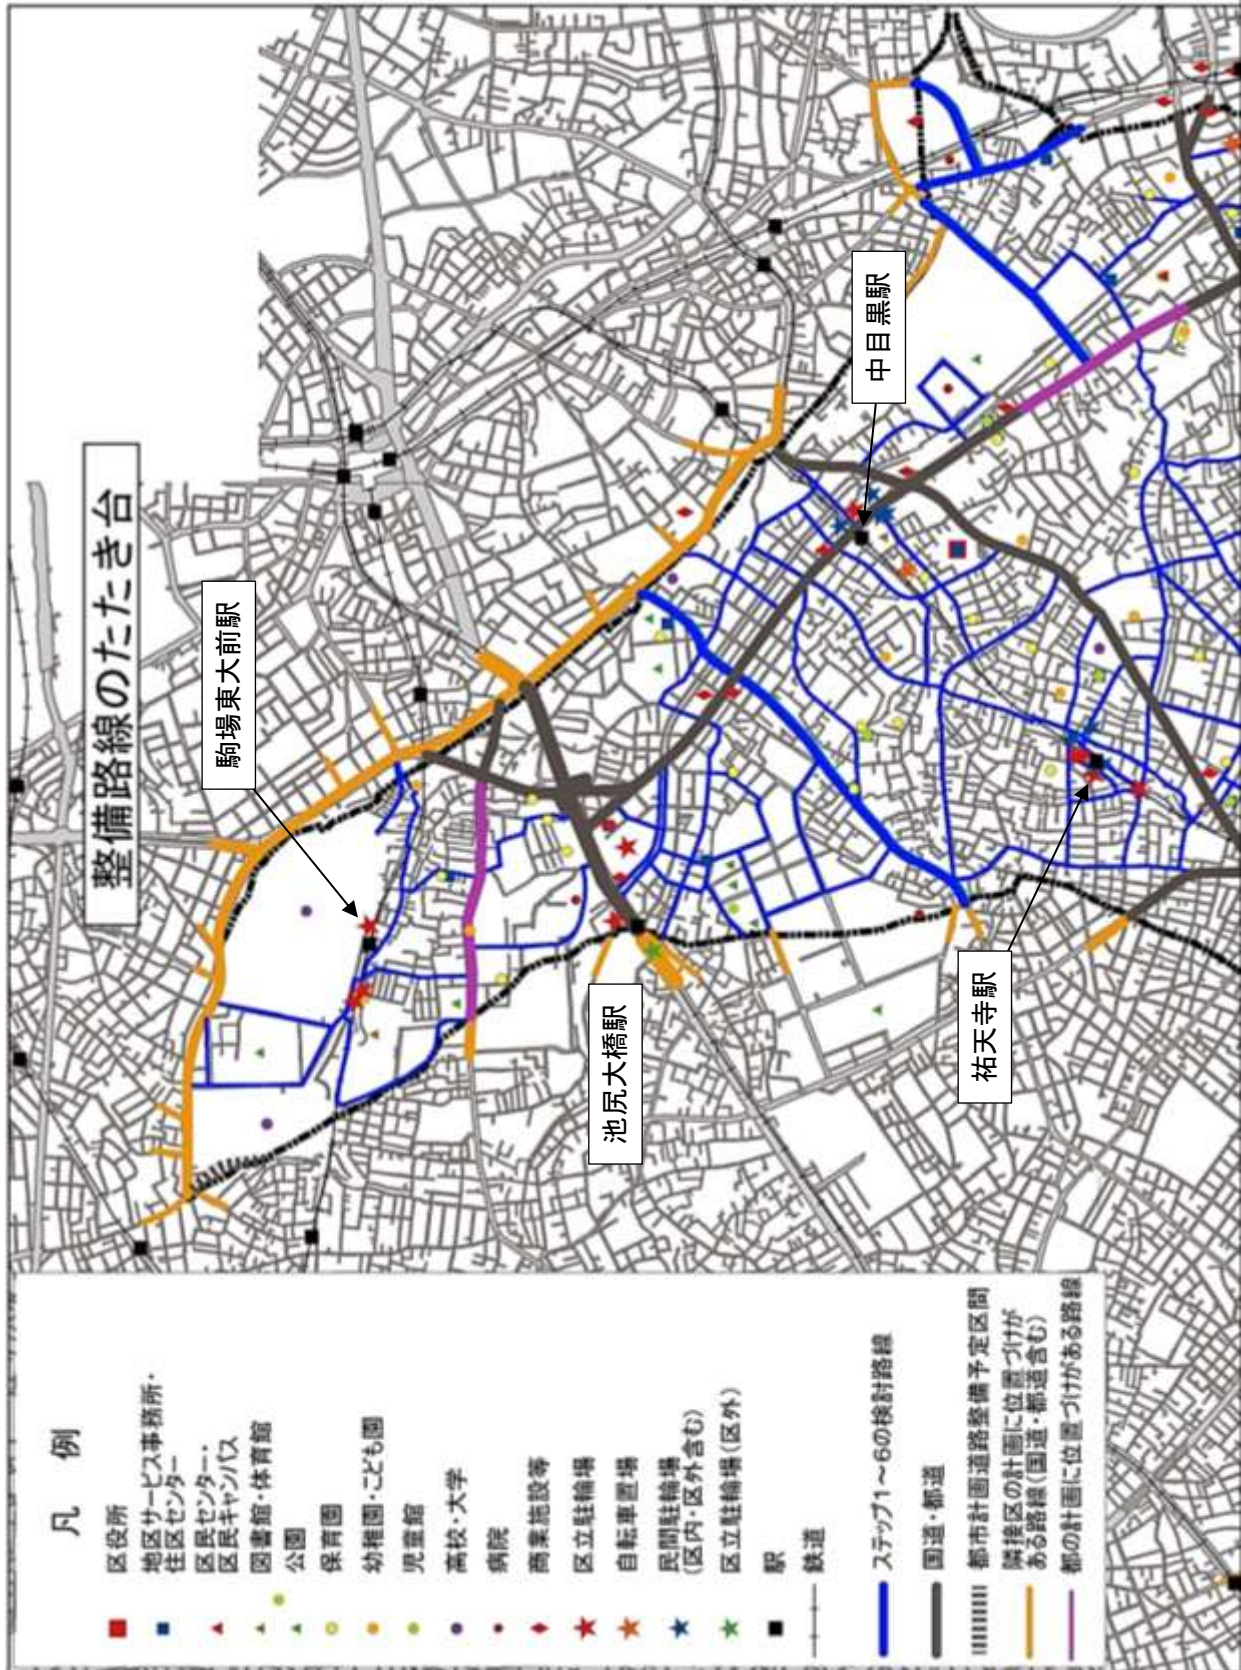 整備路線のたたき台
駒場東大前駅
中目黒駅
池尻大橋駅
祐天寺駅
凡　例
区役所
地区サービス事務所・
住区センター
区民センター・
区民キャンパス
図書館・体育館
公園
保育園
幼稚園・こども園
児童館
高校・大学
病院
商業施設等
区立駐輪場
自転車置場
民間駐輪場
(区内・区外含む)
区立駐輪場(区外)
駅
鉄道
ステップ1～6の検討路線
国道・都道
都市計画道路整備予定区間
隣接区の計画に位置づけが
ある路線(国道・都道含む)
都の計画に位置づけがある路線